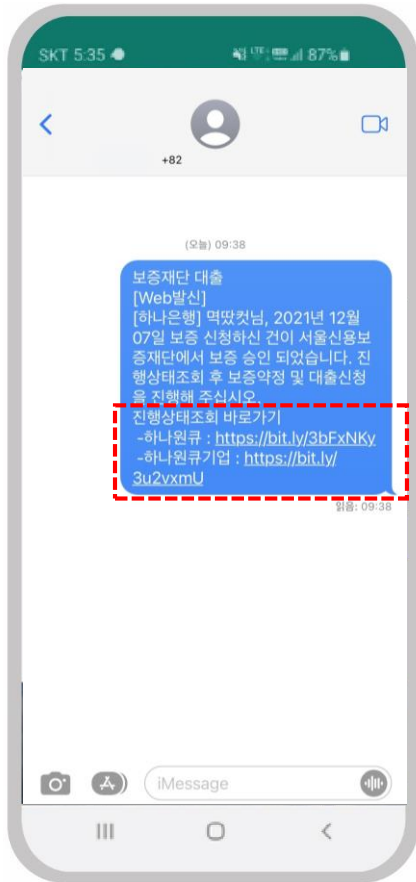 SKT 5:35
LTE 87%
+82
(오늘) 09:38
보증재단 대출
[Web발신]
[하나은행] 멱땄컷님, 2021년 12월
07일 보증 신청하신 건이 서울신용보
증재단에서 보증 승인 되었습니다. 진
행상태조회 후 보증약정 및 대출신청
을 진행해 주십시오.
진행상태조회 바로가기
-하나원큐 : https://bit.ly/3bFxNKy
-하나원큐기업 : https://bit.ly/
3u2vxmU
읽음: 09:38
iMessage